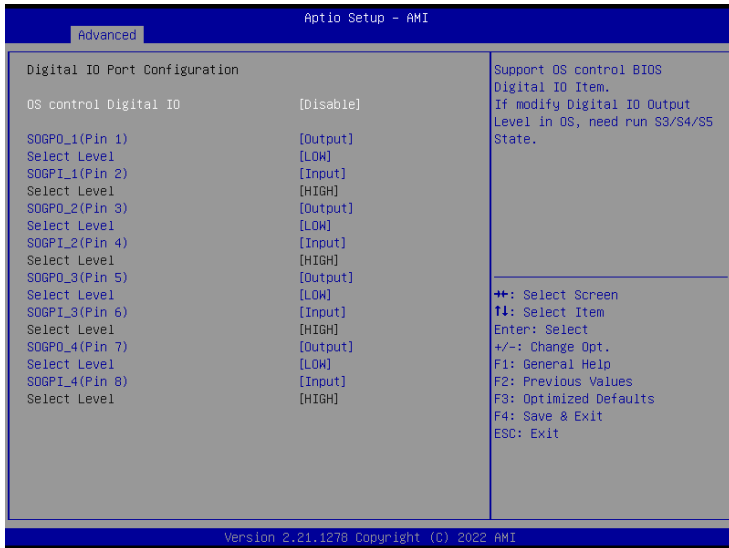 Aptio Setup – AMI
Advanced
Digital IO Port Configuration
OS control Digital IO [Disable]
SOGPO_1(Pin 1) [Output]
Select Level [LOW]
SOGPI_1(Pin 2) [Input]
Select Level [HIGH]
SOGPO_2(Pin 3) [Output]
Select Level [LOW]
SOGPI_2(Pin 4) [Input]
Select Level [HIGH]
SOGPO_3(Pin 5) [Output]
Select Level [LOW]
SOGPI_3(Pin 6) [Input]
Select Level [HIGH]
SOGPO_4(Pin 7) [Output]
Select Level [LOW]
SOGPI_4(Pin 8) [Input]
Select Level [HIGH]
Support OS control BIOS
Digital IO Item.
If modify Digital IO Output
Level in OS, need run S3/S4/S5
State.
→←: Select Screen
↑↓: Select Item
Enter: Select
+/-: Change Opt.
F1: General Help
F2: Previous Values
F3: Optimized Defaults
F4: Save & Exit
ESC: Exit
Version 2.21.1278 Copyright (C) 2022 AMI